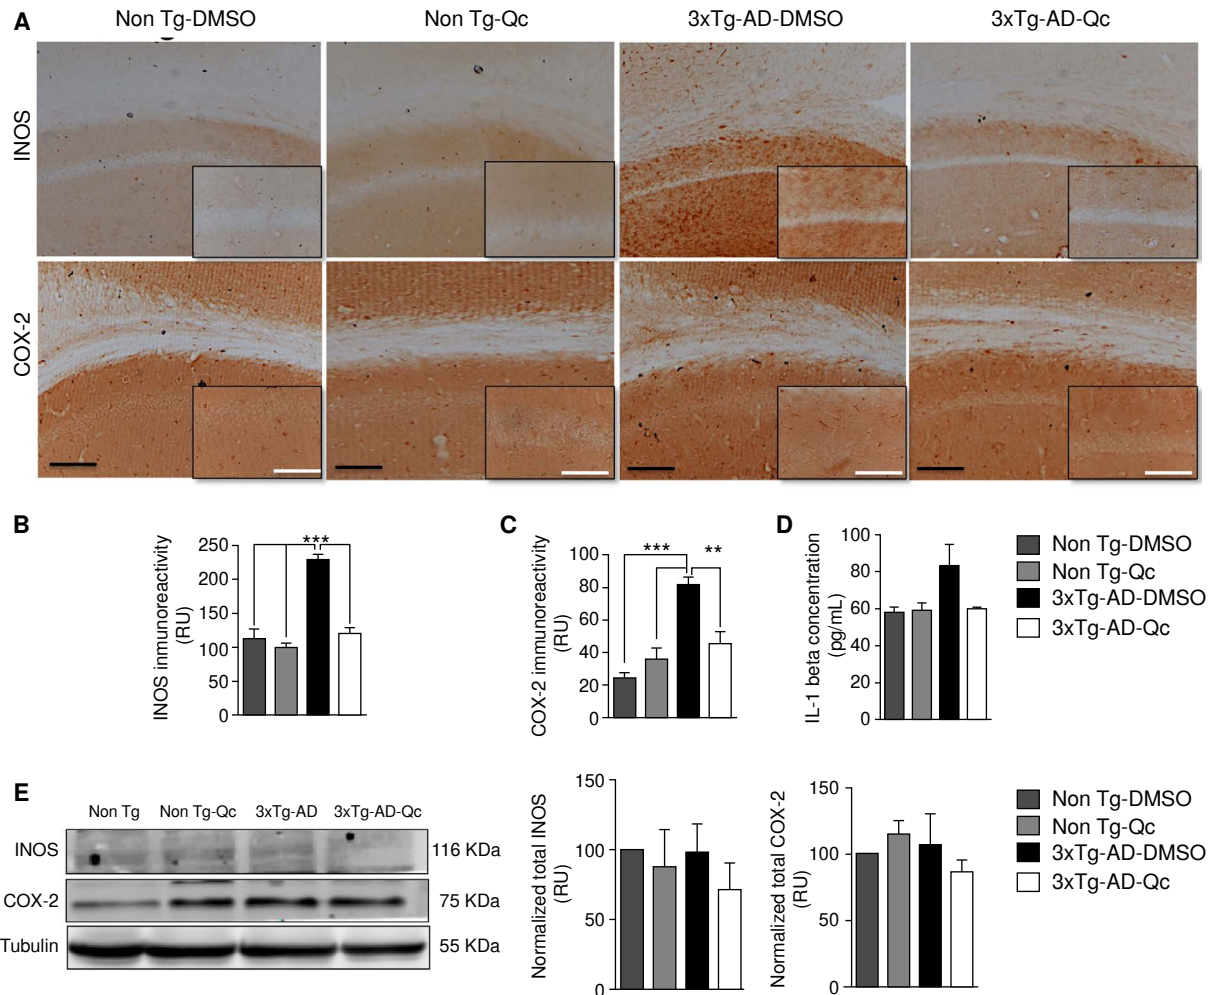 A
Non Tg-DMSO
Non Tg-Qc
3xTg-AD-DMSO
3xTg-AD-Qc
INOS
COX-2
B
INOS inmunoreactivity
(RU)
250
200
150
100
50
0
***
C
COX-2 immunoreactivity
(RU)
100
80
60
40
20
0
***
**
D
IL-1 beta concentration
(pg/mL)
100
80
60
40
20
0
Non Tg-DMSO
Non Tg-Qc
3xTg-AD-DMSO
3xTg-AD-Qc
E
Non Tg
Non Tg-Qc
3xTg-AD
3xTg-AD-Qc
INOS
116 KDa
COX-2
75 KDa
Tubulin
55 KDa
Normalized total INOS
(RU)
150
100
50
0
Normalized total COX-2
(RU)
150
100
50
0
Non Tg-DMSO
Non Tg-Qc
3xTg-AD-DMSO
3xTg-AD-Qc